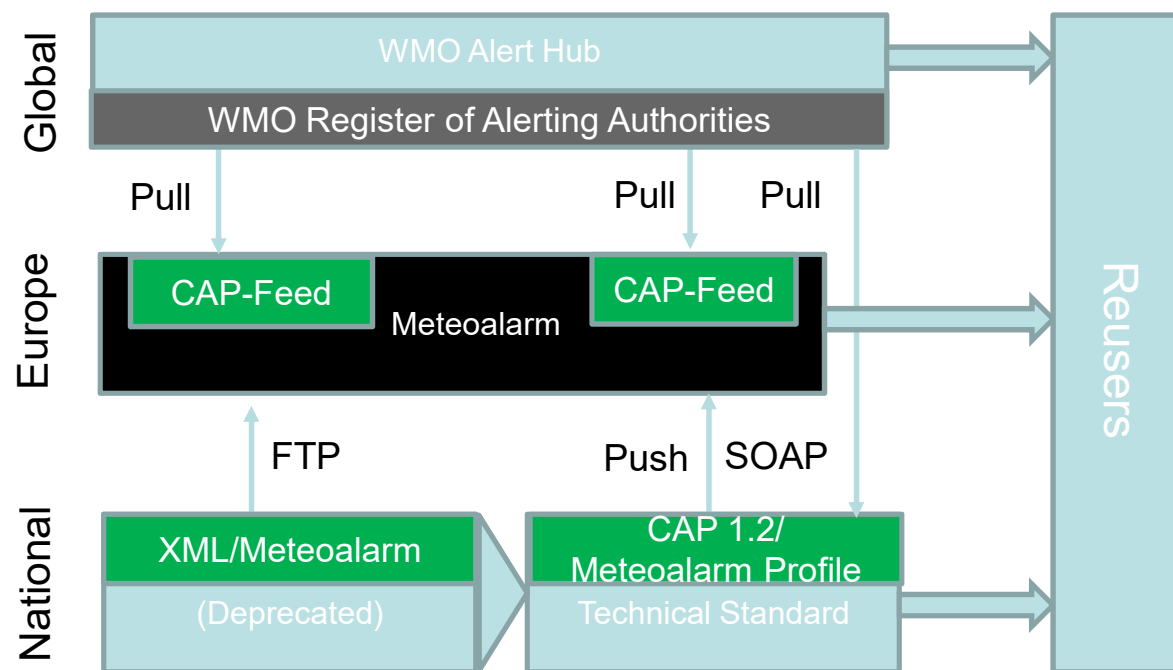 Global
WMO Alert Hub
WMO Register of Alerting Authorities
Pull
Pull
Pull
Europe
CAP-Feed
CAP-Feed
Meteoalarm
Reusers
FTP
Push
SOAP
National
XML/Meteoalarm
(Deprecated)
CAP 1.2/
Meteoalarm Profile
Technical Standard